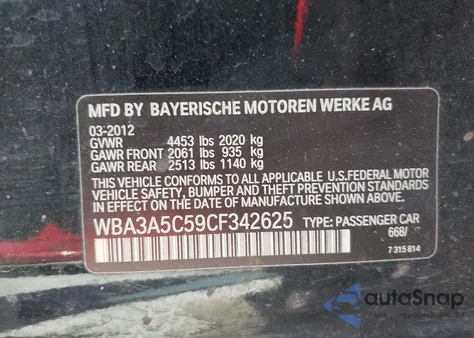 MFD BY BAYERISCHE MOTOREN WERKE AG
03-2012
GVWR 4453 lbs 2020 kg
GAWR FRONT 2061 lbs 935 kg
GAWR REAR 2513 lbs 1140 kg
THIS VEHICLE CONFORMS TO ALL APPLICABLE U.S.FEDERAL MOTOR
VEHICLE SAFETY, BUMPER AND THEFT PREVENTION STANDARDS
IN EFFECT ON THE DATE OF MANUFACTURE SHOWN ABOVE.
WBA3A5C59CF342625 TYPE: PASSENGER CAR
668/
7 315 814
autoSnap